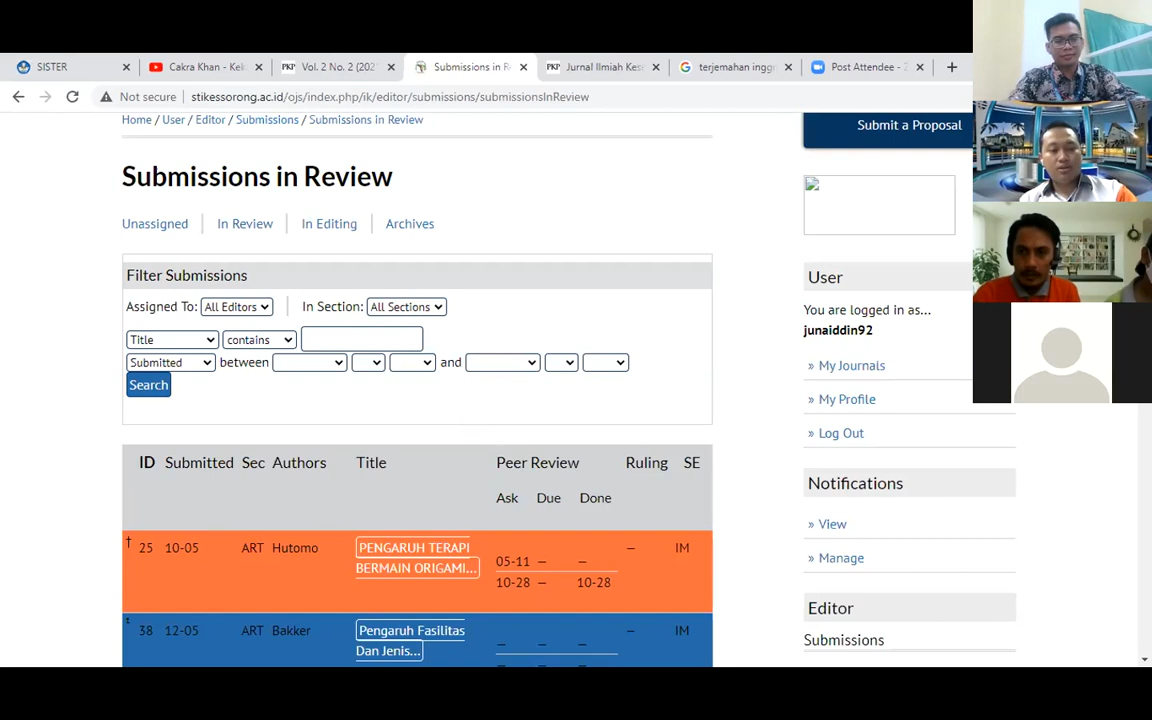 SISTER
Cakra Khan - Kek
Vol. 2 No. 2 (202
Submissions in R
Jurnal Ilmiah Kesa
terjemahan inggr
Post Attendee - Z
Not secure
stikessorong.ac.id/ojs/index.php/ik/editor/submissions/submissionsInReview
Home / User / Editor / Submissions / Submissions in Review
Submissions in Review
Unassigned
In Review
In Editing
Archives
Filter Submissions
Assigned To: All Editors
In Section: All Sections
Title contains
Submitted between and
Search
ID Submitted Sec Authors Title Peer Review Ruling SE
Ask Due Done
† 25 10-05 ART Hutomo PENGARUH TERAPI BERMAIN ORIGAMI... 05-11 — — — IM
10-28 — 10-28
38 12-05 ART Bakker Pengaruh Fasilitas Dan Jenis... — — — — IM
— — —
Submit a Proposal
User
You are logged in as...
junaiddin92
» My Journals
» My Profile
» Log Out
Notifications
» View
» Manage
Editor
Submissions